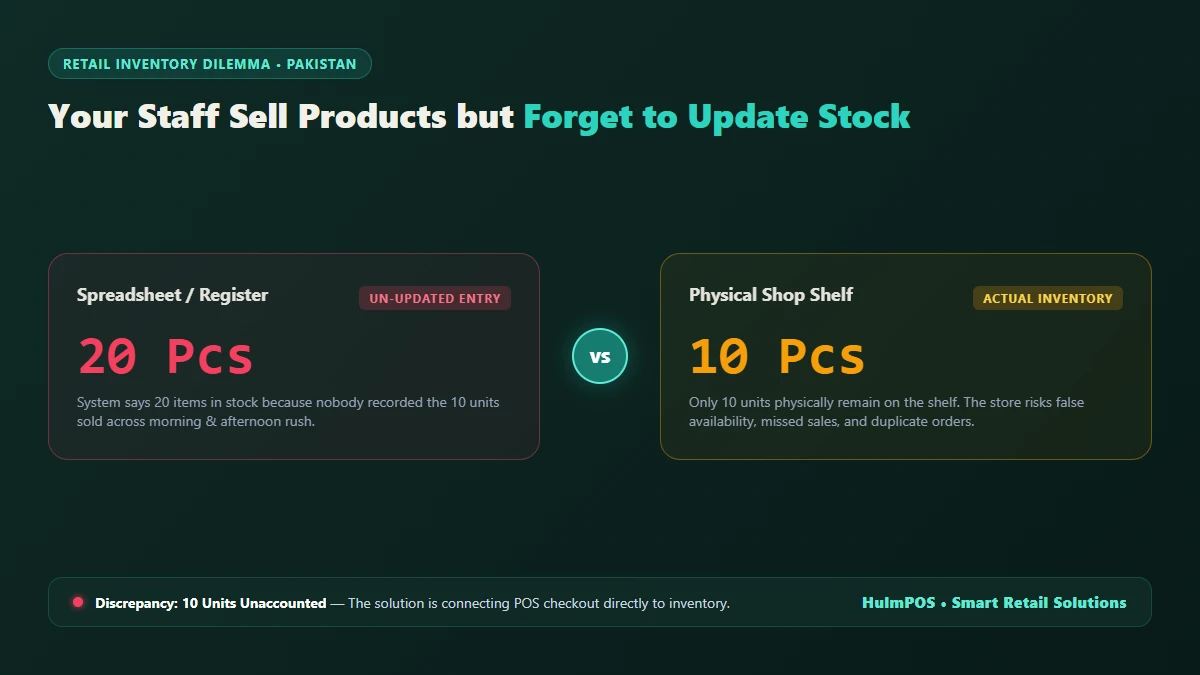 RETAIL INVENTORY DILEMMA • PAKISTAN
Your Staff Sell Products but Forget to Update Stock
Spreadsheet / Register
UN-UPDATED ENTRY
20 Pcs
System says 20 items in stock because nobody recorded the 10 units
sold across morning & afternoon rush.
vs
Physical Shop Shelf
ACTUAL INVENTORY
10 Pcs
Only 10 units physically remain on the shelf. The store risks false
availability, missed sales, and duplicate orders.
Discrepancy: 10 Units Unaccounted — The solution is connecting POS checkout directly to inventory.
HulmPOS • Smart Retail Solutions